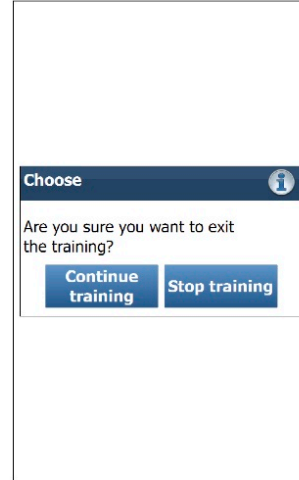 Choose
Are you sure you want to exit
the training?
Continue
training
Stop training